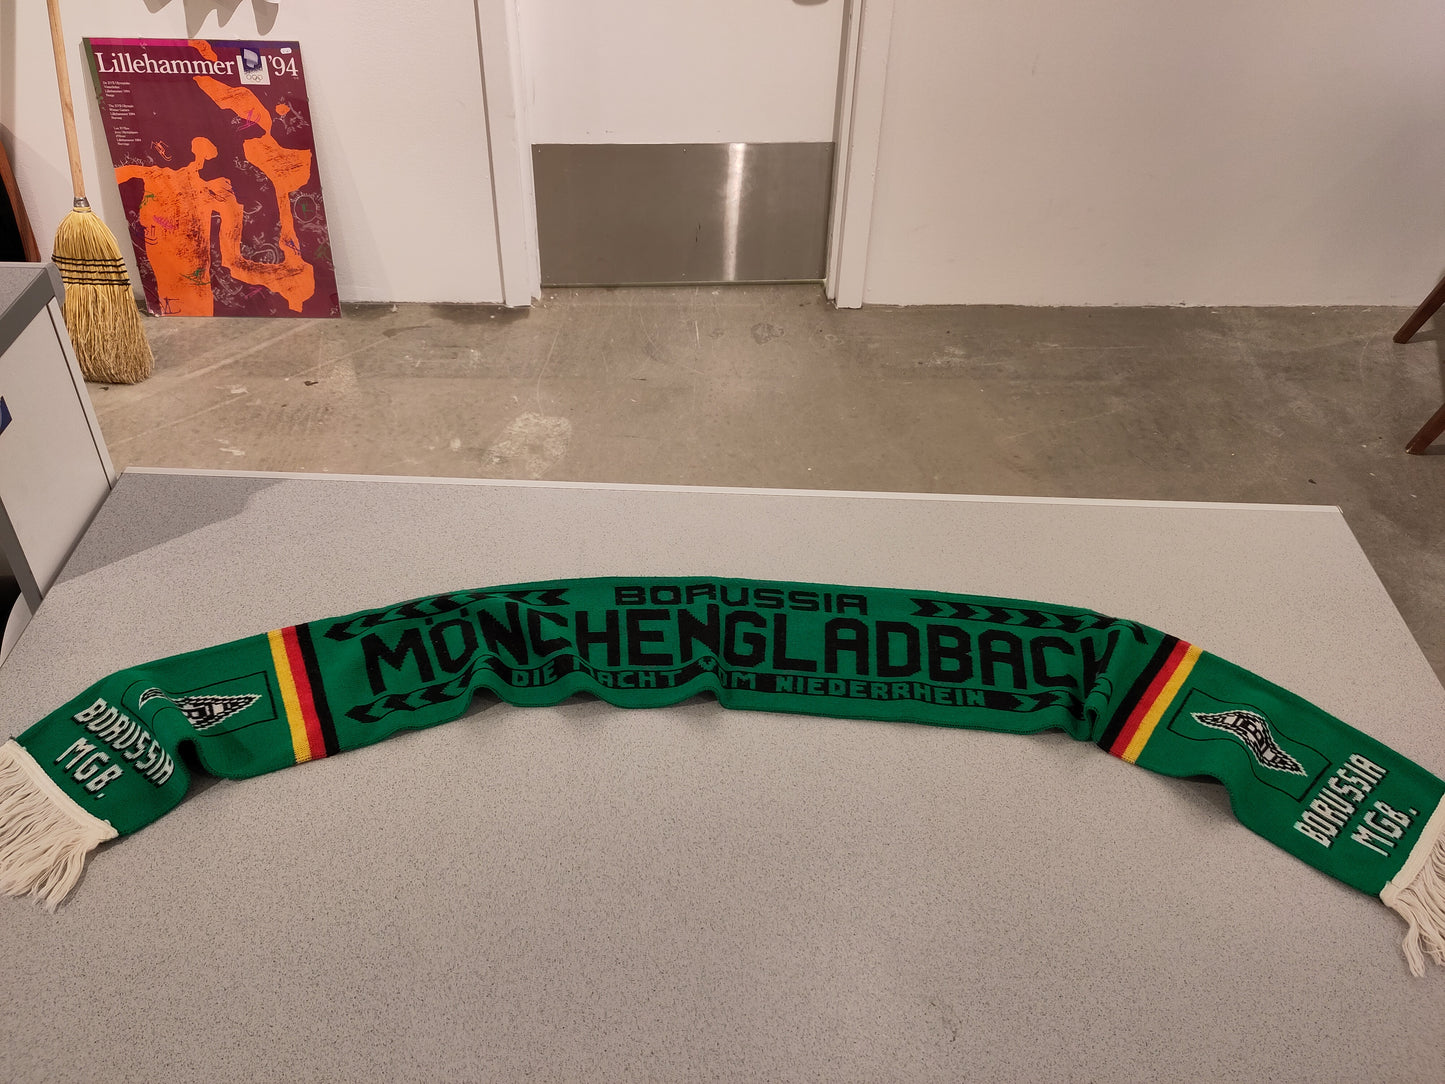 Lillehammer '94
BORUSSIA
MÖNCHENGLADBACH
DIE MACHT VOM NIEDERRHEIN
BORUSSIA
MGB.
BORUSSIA
MGB.